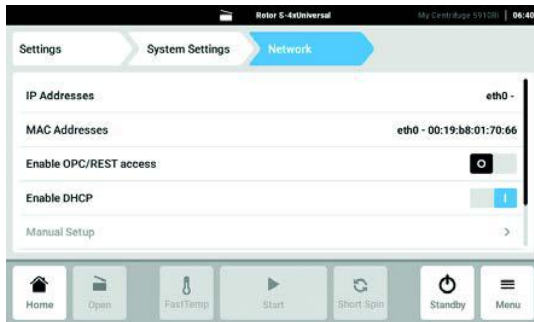 Rotor S-4xUniversal My Centrifuge 5910Ri | 06:40
Settings System Settings Network
IP Addresses eth0 -
MAC Addresses eth0 - 00:19:b8:01:70:66
Enable OPC/REST access O
Enable DHCP I
Manual Setup >
Home Open FastTemp Start Short Spin Standby Menu